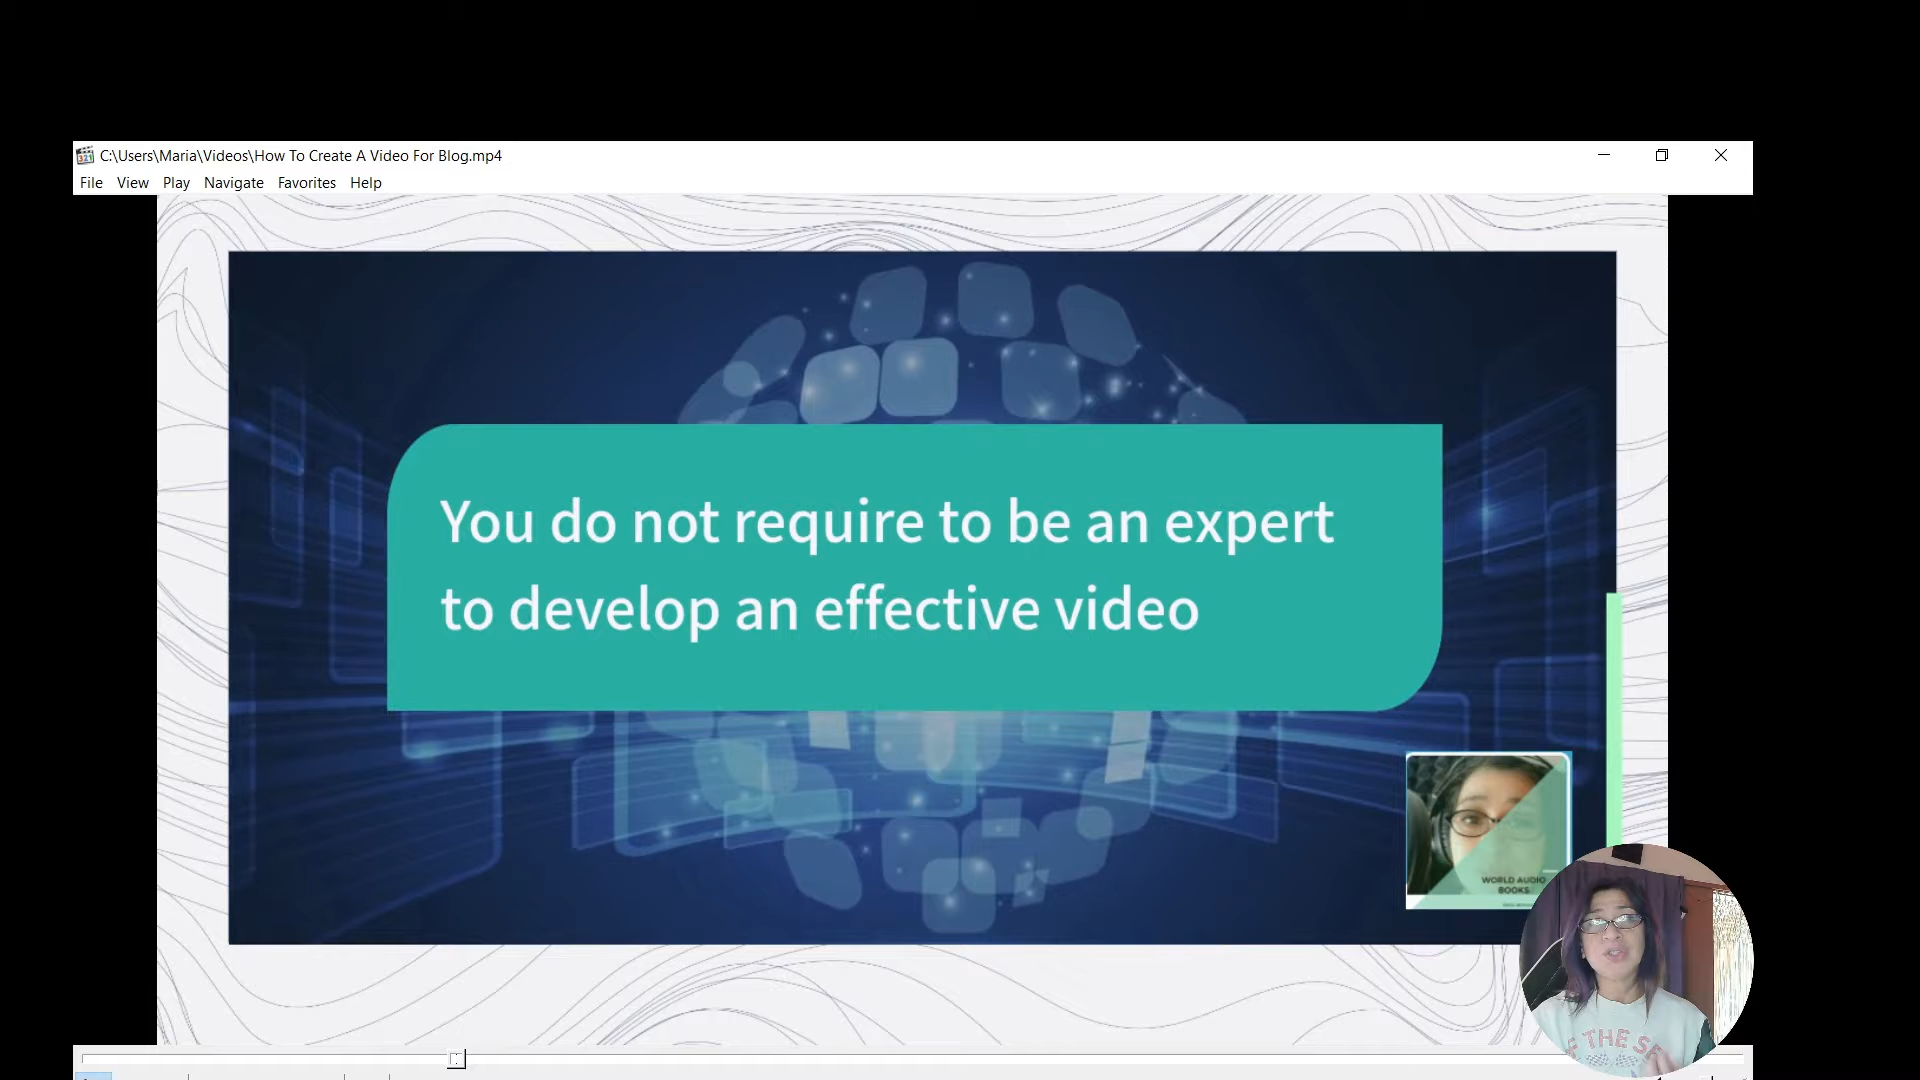 C:\Users\Maria\Videos\How To Create A Video For Blog.mp4
File View Play Navigate Favorites Help
You do not require to be an expert
to develop an effective video
WORLD AUDIO
BOOKS
THE